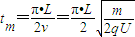 t_m = π•L/2v = π•L/2 √(m/2qU)